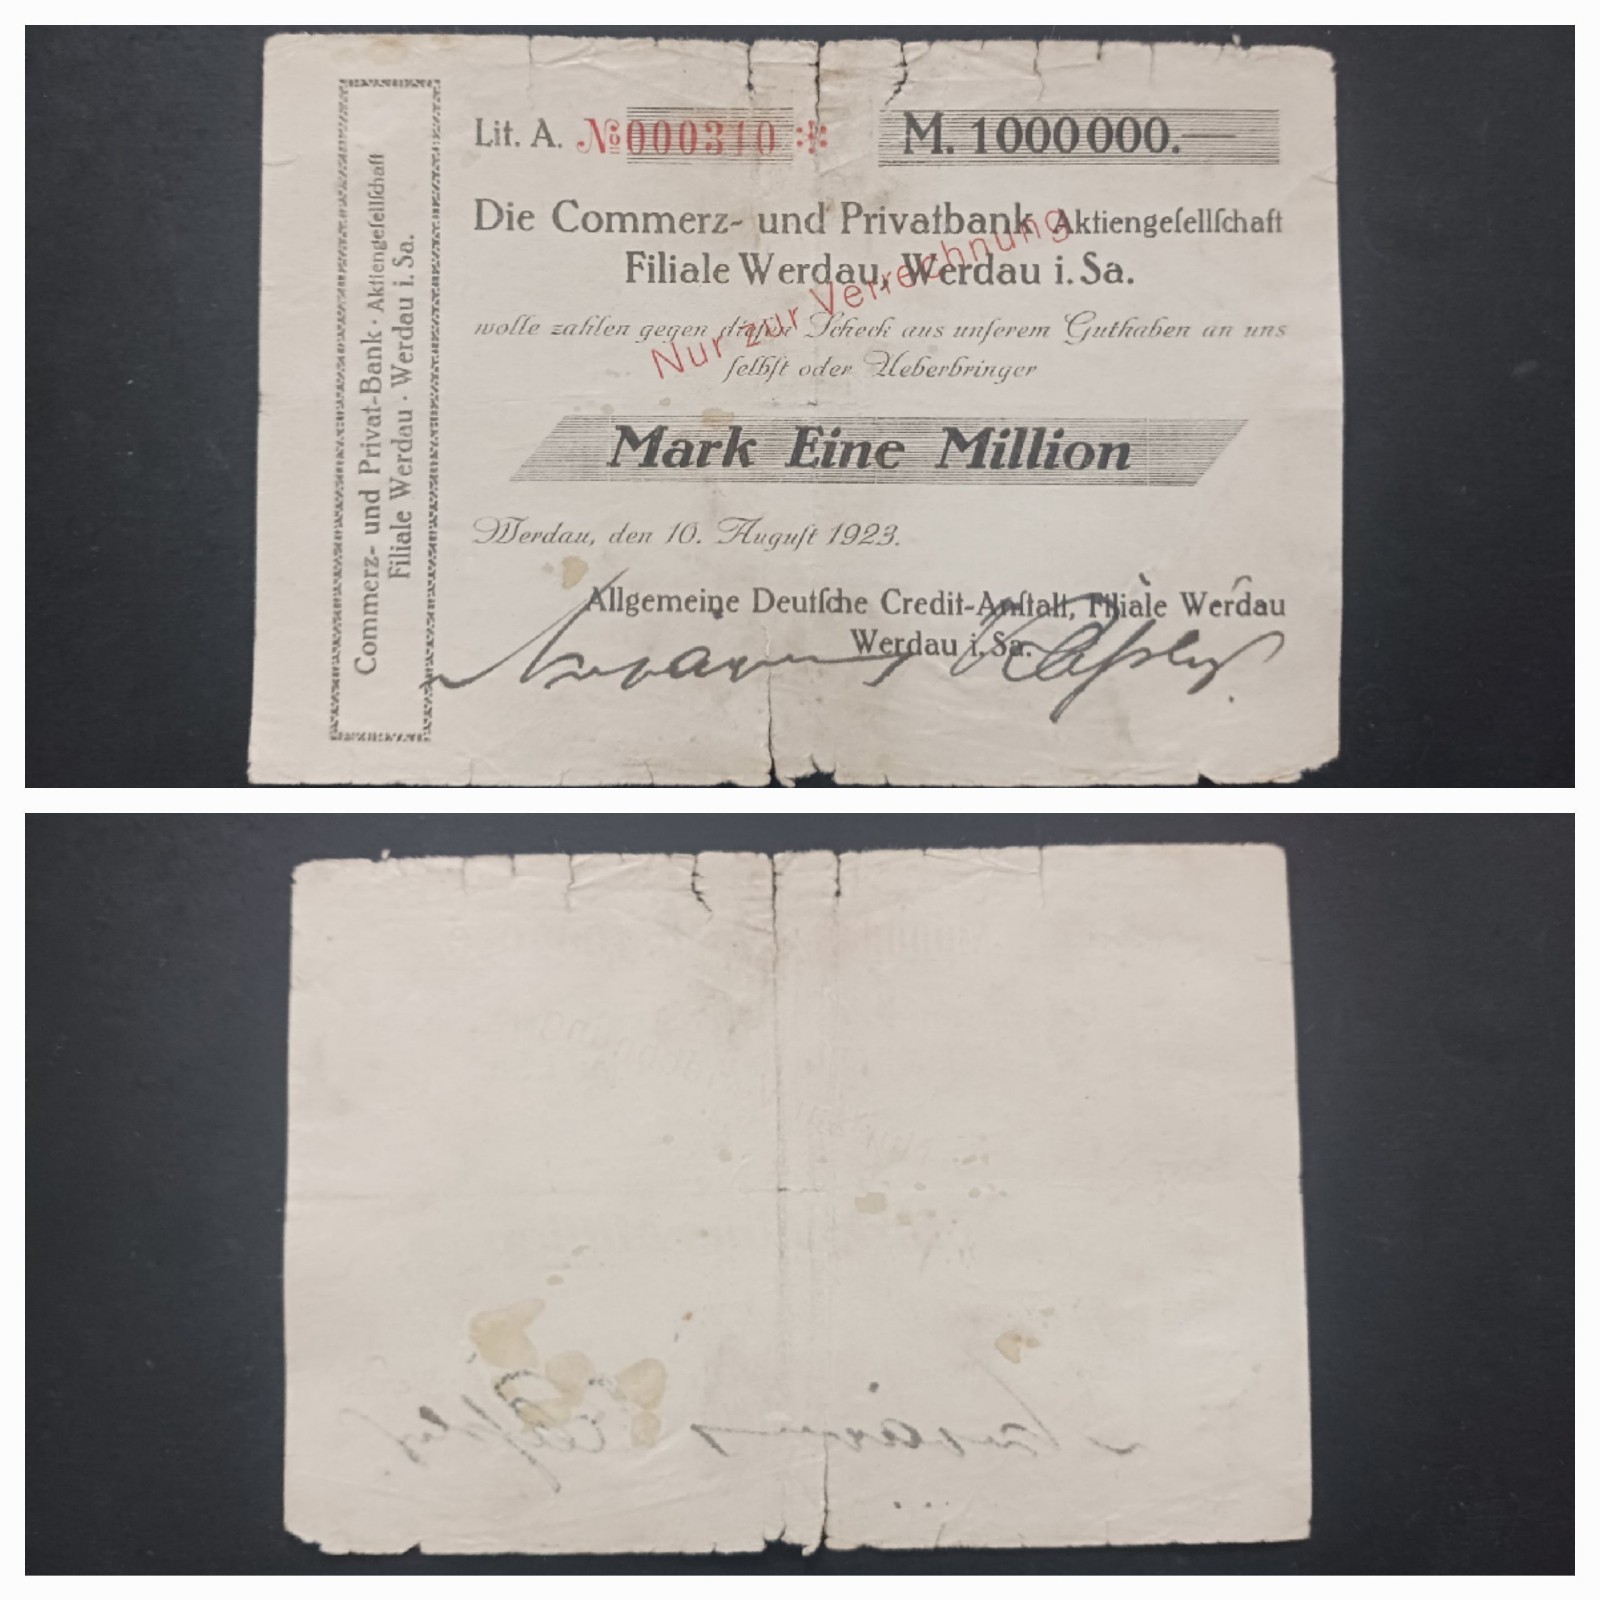 Commerz- und Privat-Bank · Aktiengeſellſchaft
Filiale Werdau · Werdau i. Sa.
Lit. A. № 000310 M. 1000000.—
Die Commerz- und Privatbank Aktiengeſellſchaft
Filiale Werdau, Werdau i. Sa.
Nur zur Verrechnung
wolle zahlen gegen dieſen Scheck aus unſerem Guthaben an uns
ſelbſt oder Ueberbringer
Mark Eine Million
Werdau, den 10. Auguſt 1923.
Allgemeine Deutſche Credit-Anſtalt, Filiale Werdau
Werdau i. Sa.